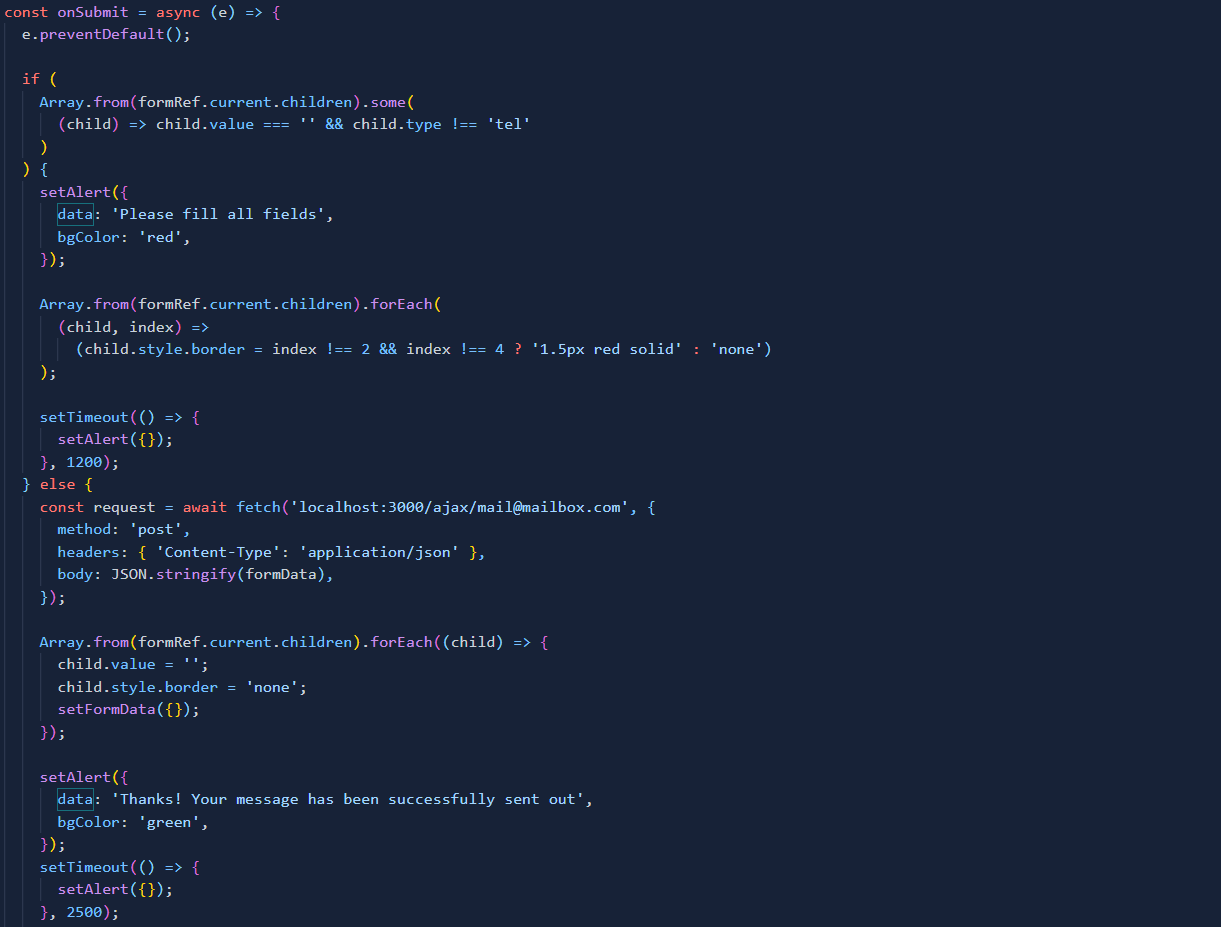 const onSubmit = async (e) => {
  e.preventDefault();

  if (
    Array.from(formRef.current.children).some(
      (child) => child.value === '' && child.type !== 'tel'
    )
  ) {
    setAlert({
      data: 'Please fill all fields',
      bgColor: 'red',
    });

    Array.from(formRef.current.children).forEach(
      (child, index) =>
        (child.style.border = index !== 2 && index !== 4 ? '1.5px red solid' : 'none')
    );

    setTimeout(() => {
      setAlert({});
    }, 1200);
  } else {
    const request = await fetch('localhost:3000/ajax/mail@mailbox.com', {
      method: 'post',
      headers: { 'Content-Type': 'application/json' },
      body: JSON.stringify(formData),
    });

    Array.from(formRef.current.children).forEach((child) => {
      child.value = '';
      child.style.border = 'none';
      setFormData({});
    });

    setAlert({
      data: 'Thanks! Your message has been successfully sent out',
      bgColor: 'green',
    });
    setTimeout(() => {
      setAlert({});
    }, 2500);